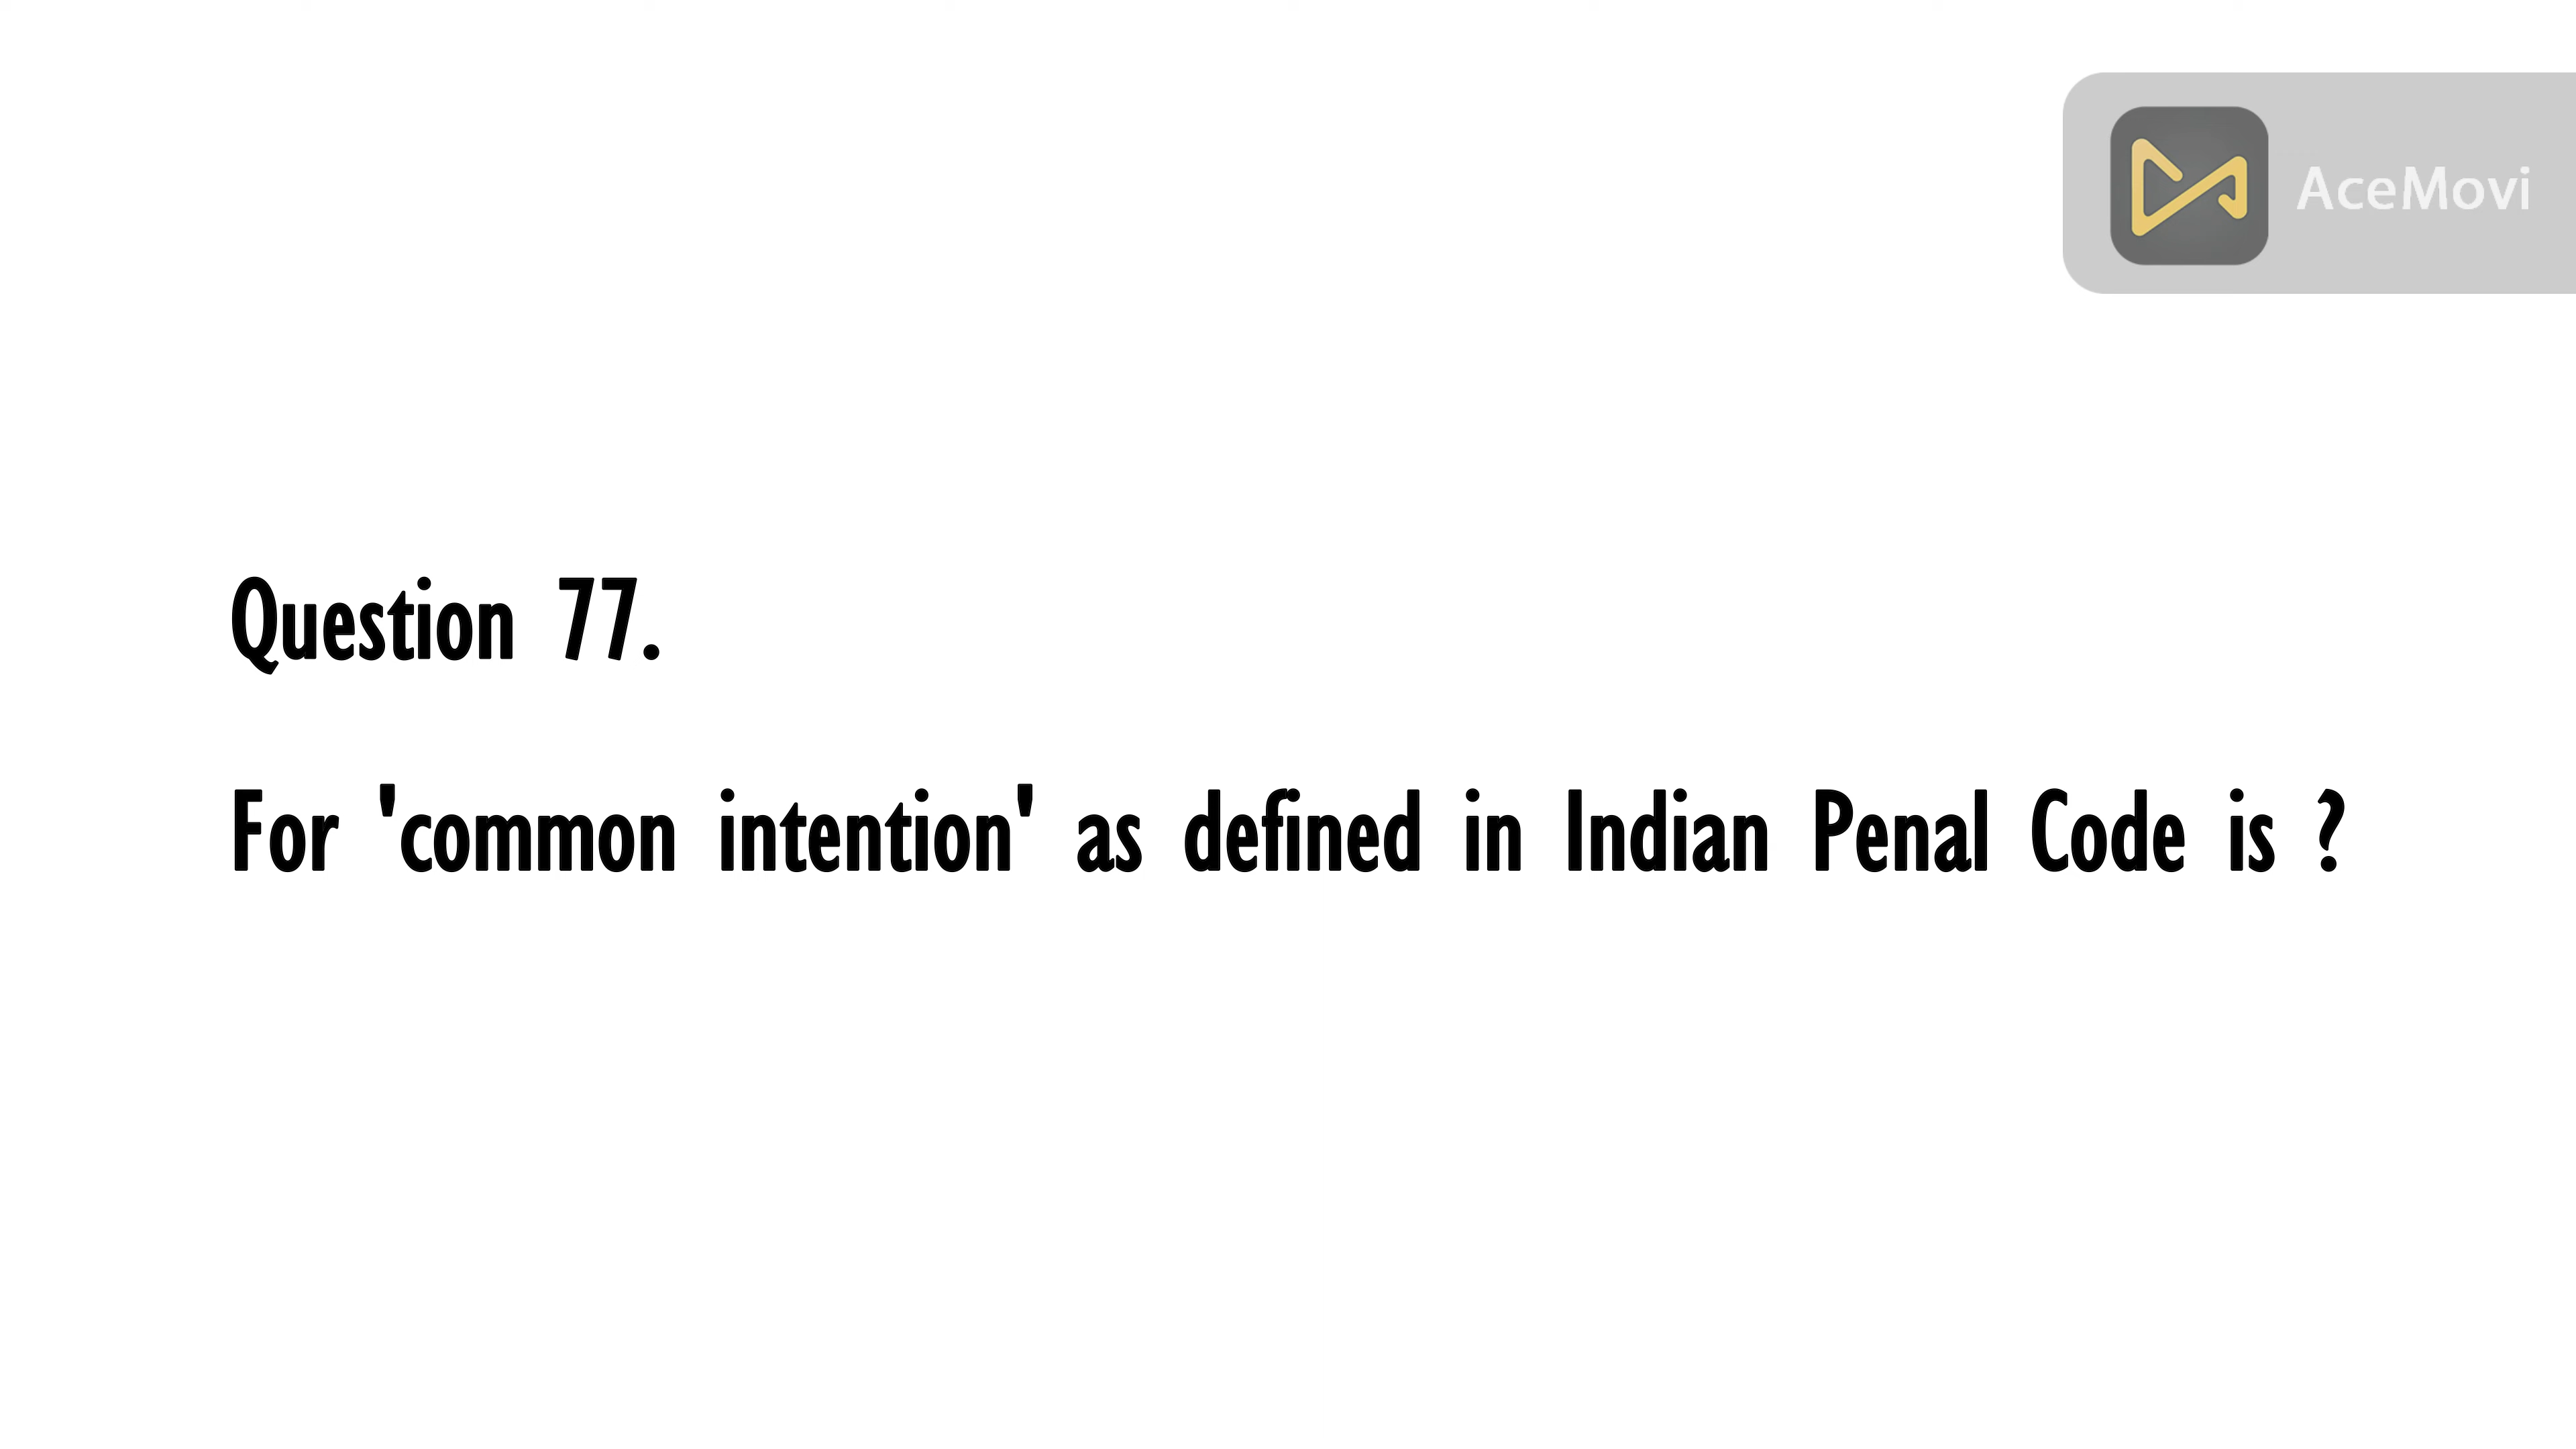 AceMovi
Question 77.
For 'common intention' as defined in Indian Penal Code is ?